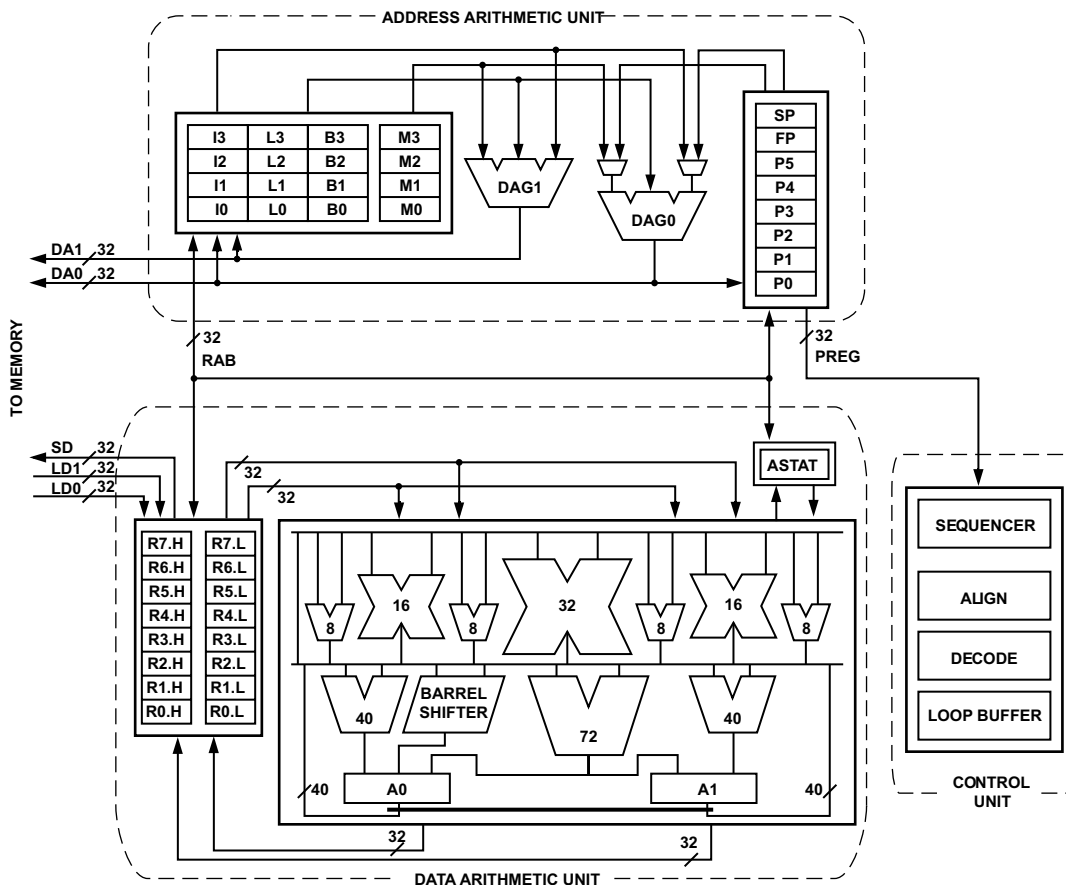 ADDRESS ARITHMETIC UNIT
I3 L3 B3 M3
I2 L2 B2 M2
I1 L1 B1 M1
I0 L0 B0 M0
DAG1
DAG0
SP
FP
P5
P4
P3
P2
P1
P0
DA1 32
DA0 32
32
RAB
32
PREG
TO MEMORY
SD 32
LD1 32
LD0 32
32
32
ASTAT
R7.H R7.L
R6.H R6.L
R5.H R5.L
R4.H R4.L
R3.H R3.L
R2.H R2.L
R1.H R1.L
R0.H R0.L
16 32 16
8 8 8 8
40
BARREL
SHIFTER
72
40
40 A0 A1 40
32
32
DATA ARITHMETIC UNIT
SEQUENCER
ALIGN
DECODE
LOOP BUFFER
CONTROL
UNIT